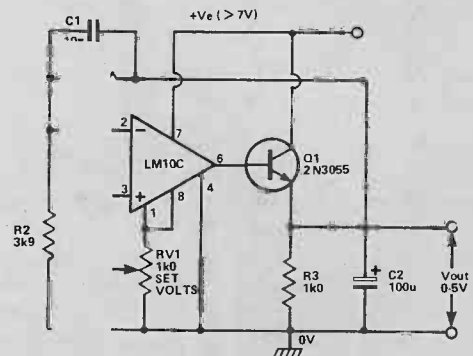 C1
+Ve (> 7V)
2
−
7
LM10C
6
Q1
2N3055
3
+
1
8
4
R2
3k9
RV1
1k0
SET
VOLTS
R3
1k0
+
C2
100u
Vout
0-5V
0V